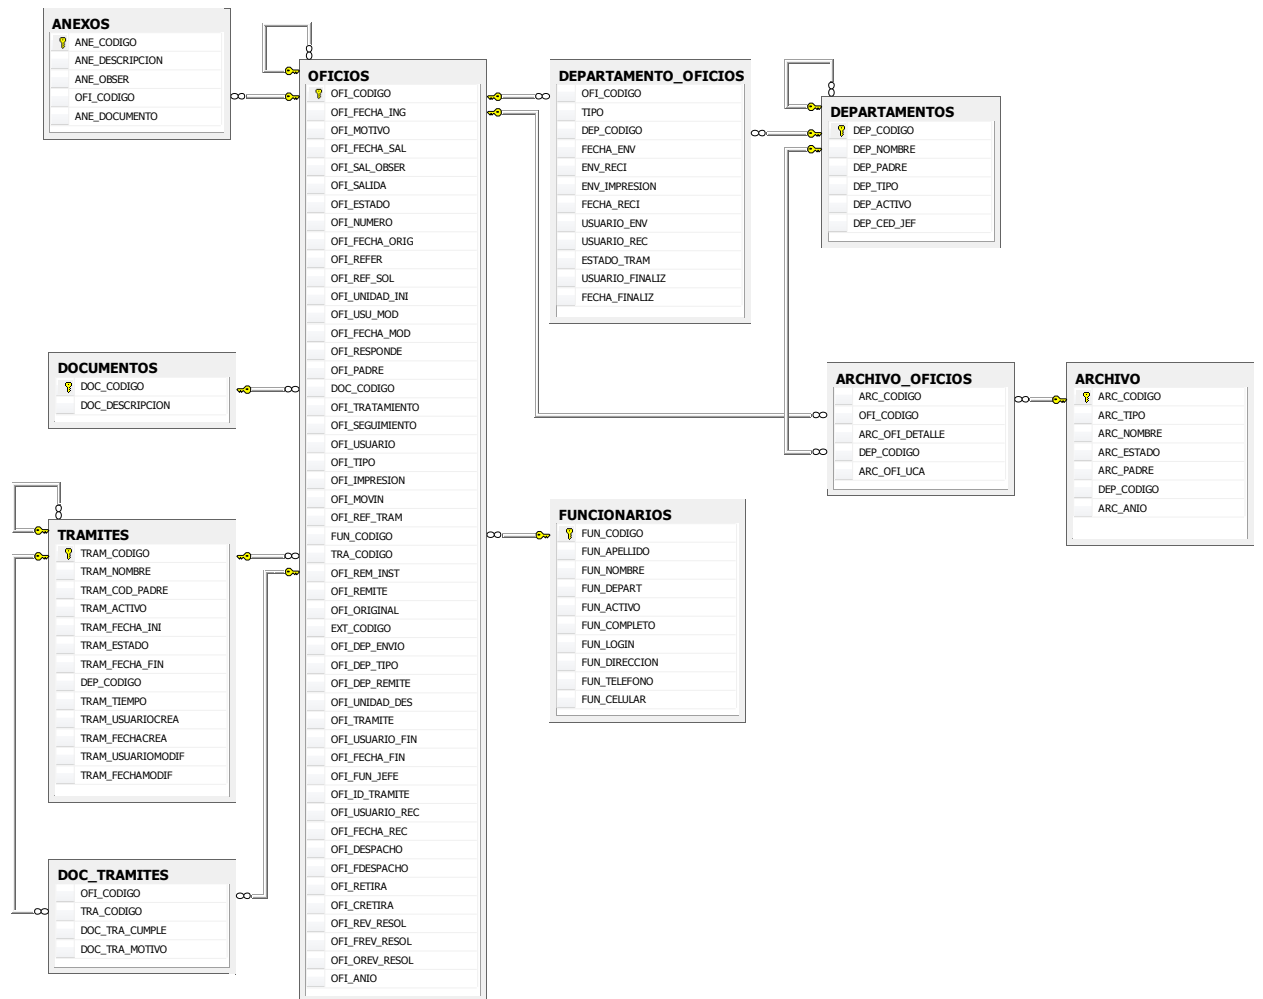 ANEXOS
ANE_CODIGO
ANE_DESCRIPCION
ANE_OBSER
OFI_CODIGO
ANE_DOCUMENTO
OFICIOS
OFI_CODIGO
OFI_FECHA_ING
OFI_MOTIVO
OFI_FECHA_SAL
OFI_SAL_OBSER
OFI_SALIDA
OFI_ESTADO
OFI_NUMERO
OFI_FECHA_ORIG
OFI_REFER
OFI_REF_SOL
OFI_UNIDAD_INI
OFI_USU_MOD
OFI_FECHA_MOD
OFI_RESPONDE
OFI_PADRE
DOC_CODIGO
OFI_TRATAMIENTO
OFI_SEGUIMIENTO
OFI_USUARIO
OFI_TIPO
OFI_IMPRESION
OFI_MOVIN
OFI_REF_TRAM
FUN_CODIGO
TRA_CODIGO
OFI_REM_INST
OFI_REMITE
OFI_ORIGINAL
EXT_CODIGO
OFI_DEP_ENVIO
OFI_DEP_TIPO
OFI_DEP_REMITE
OFI_UNIDAD_DES
OFI_TRAMITE
OFI_USUARIO_FIN
OFI_FECHA_FIN
OFI_FUN_JEFE
OFI_ID_TRAMITE
OFI_USUARIO_REC
OFI_FECHA_REC
OFI_DESPACHO
OFI_FDESPACHO
OFI_RETIRA
OFI_CRETIRA
OFI_REV_RESOL
OFI_FREV_RESOL
OFI_OREV_RESOL
OFI_ANIO
DEPARTAMENTO_OFICIOS
OFI_CODIGO
TIPO
DEP_CODIGO
FECHA_ENV
ENV_RECI
ENV_IMPRESION
FECHA_RECI
USUARIO_ENV
USUARIO_REC
ESTADO_TRAM
USUARIO_FINALIZ
FECHA_FINALIZ
DEPARTAMENTOS
DEP_CODIGO
DEP_NOMBRE
DEP_PADRE
DEP_TIPO
DEP_ACTIVO
DEP_CED_JEF
DOCUMENTOS
DOC_CODIGO
DOC_DESCRIPCION
ARCHIVO_OFICIOS
ARC_CODIGO
OFI_CODIGO
ARC_OFI_DETALLE
DEP_CODIGO
ARC_OFI_UCA
ARCHIVO
ARC_CODIGO
ARC_TIPO
ARC_NOMBRE
ARC_ESTADO
ARC_PADRE
DEP_CODIGO
ARC_ANIO
TRAMITES
TRAM_CODIGO
TRAM_NOMBRE
TRAM_COD_PADRE
TRAM_ACTIVO
TRAM_FECHA_INI
TRAM_ESTADO
TRAM_FECHA_FIN
DEP_CODIGO
TRAM_TIEMPO
TRAM_USUARIOCREA
TRAM_FECHACREA
TRAM_USUARIOMODIF
TRAM_FECHAMODIF
FUNCIONARIOS
FUN_CODIGO
FUN_APELLIDO
FUN_NOMBRE
FUN_DEPART
FUN_ACTIVO
FUN_COMPLETO
FUN_LOGIN
FUN_DIRECCION
FUN_TELEFONO
FUN_CELULAR
DOC_TRAMITES
OFI_CODIGO
TRA_CODIGO
DOC_TRA_CUMPLE
DOC_TRA_MOTIVO